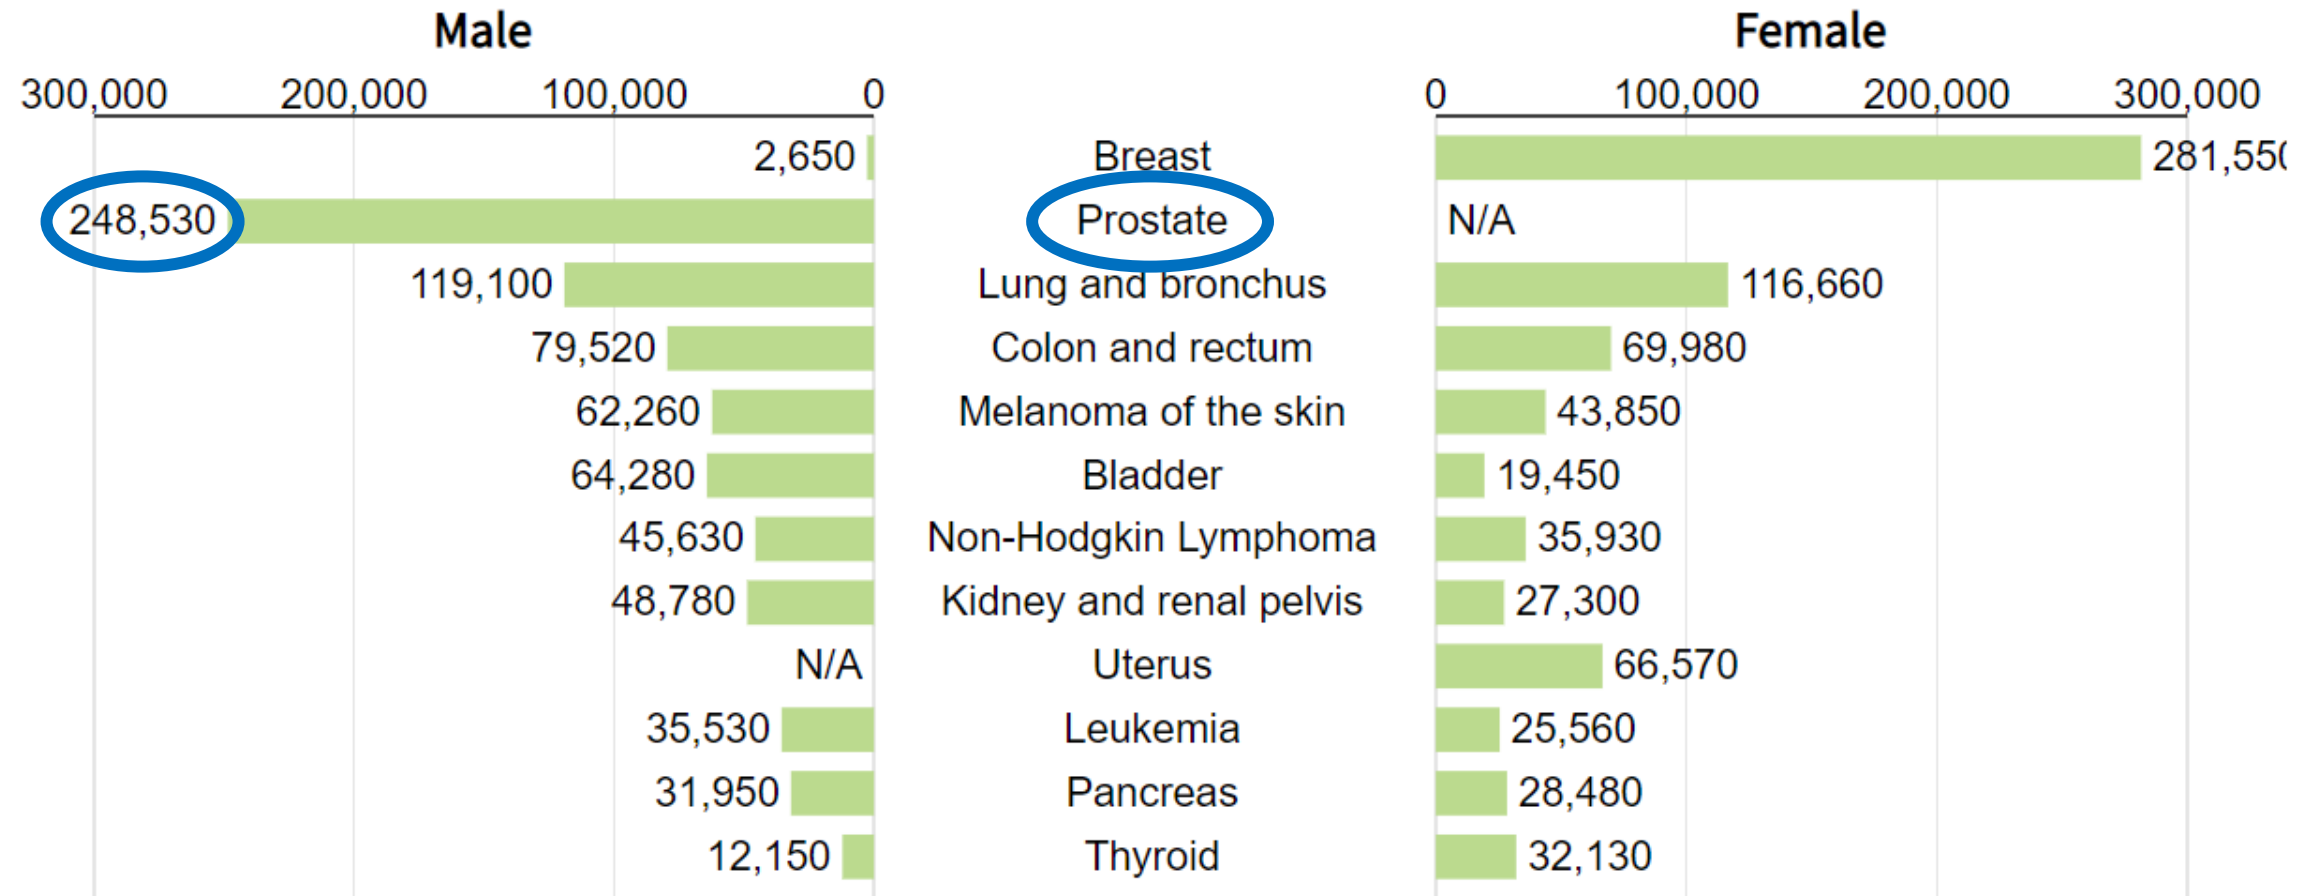 Male Female
300,000 200,000 100,000 0 0 100,000 200,000 300,000
2,650 Breast 281,550
248,530 Prostate N/A
119,100 Lung and bronchus 116,660
79,520 Colon and rectum 69,980
62,260 Melanoma of the skin 43,850
64,280 Bladder 19,450
45,630 Non-Hodgkin Lymphoma 35,930
48,780 Kidney and renal pelvis 27,300
N/A Uterus 66,570
35,530 Leukemia 25,560
31,950 Pancreas 28,480
12,150 Thyroid 32,130